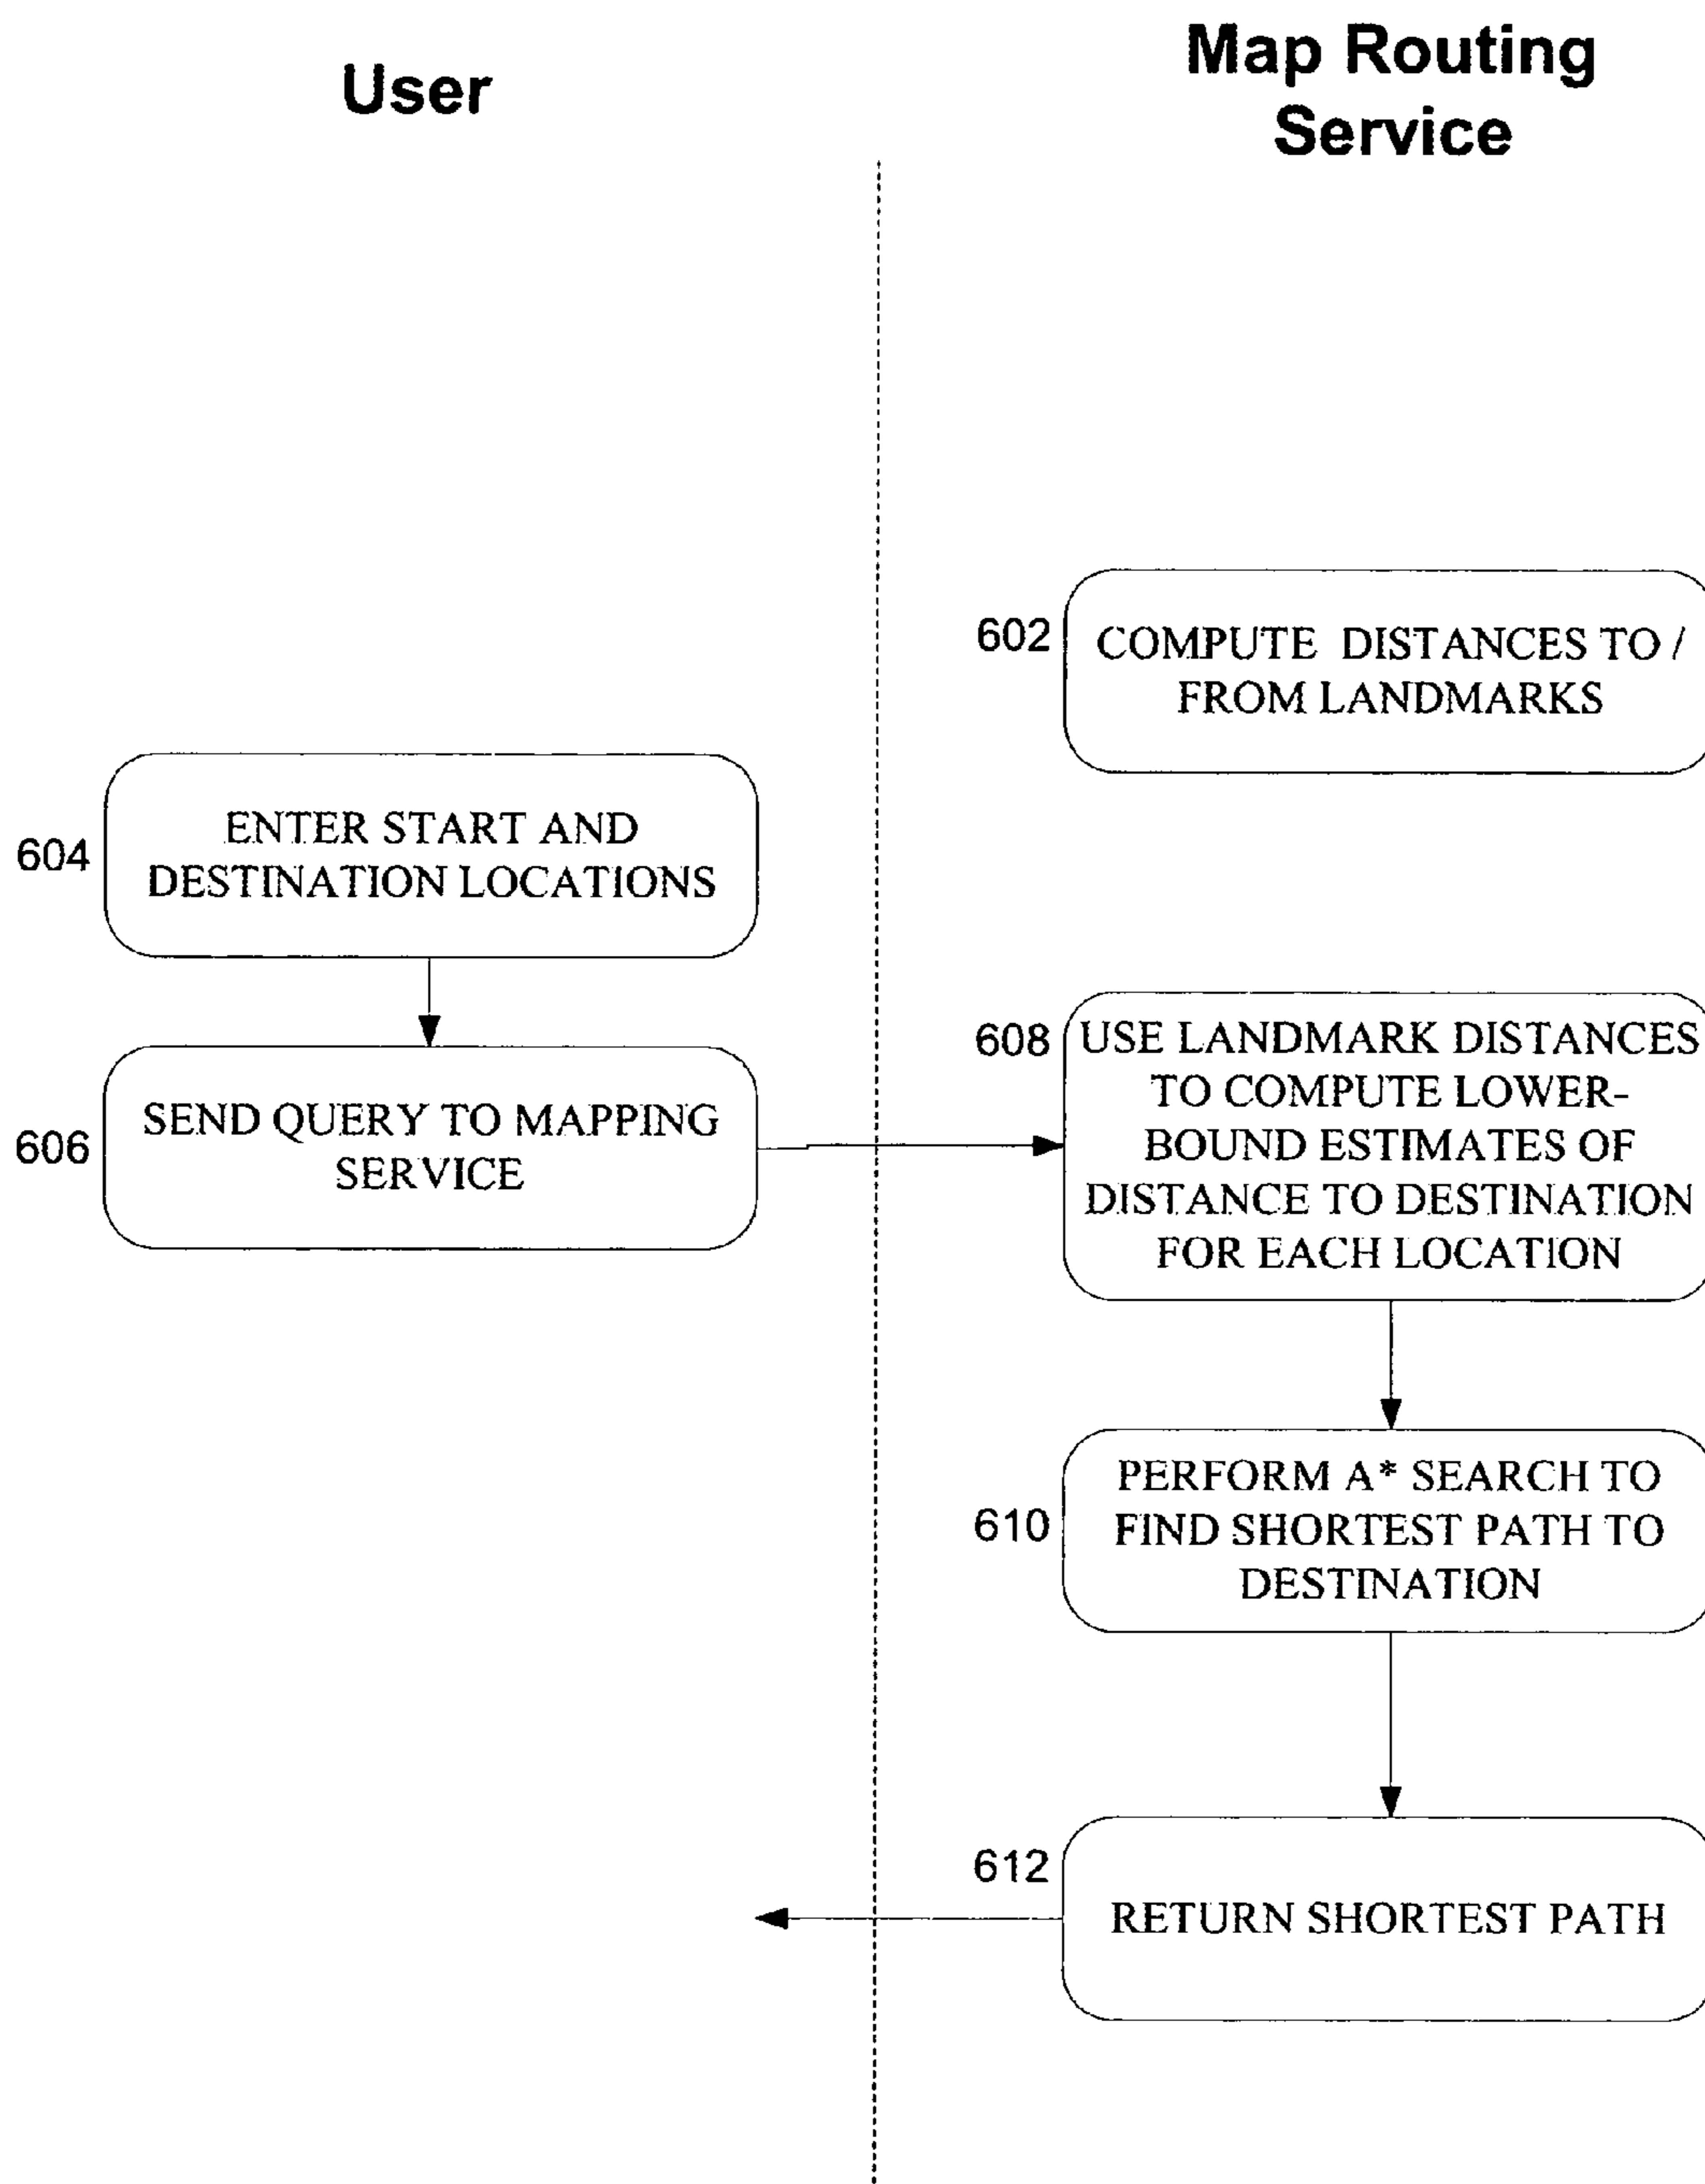 User
Map Routing
Service
602
COMPUTE DISTANCES TO /
FROM LANDMARKS
604
ENTER START AND
DESTINATION LOCATIONS
606
SEND QUERY TO MAPPING
SERVICE
608
USE LANDMARK DISTANCES
TO COMPUTE LOWER-
BOUND ESTIMATES OF
DISTANCE TO DESTINATION
FOR EACH LOCATION
610
PERFORM A* SEARCH TO
FIND SHORTEST PATH TO
DESTINATION
612
RETURN SHORTEST PATH